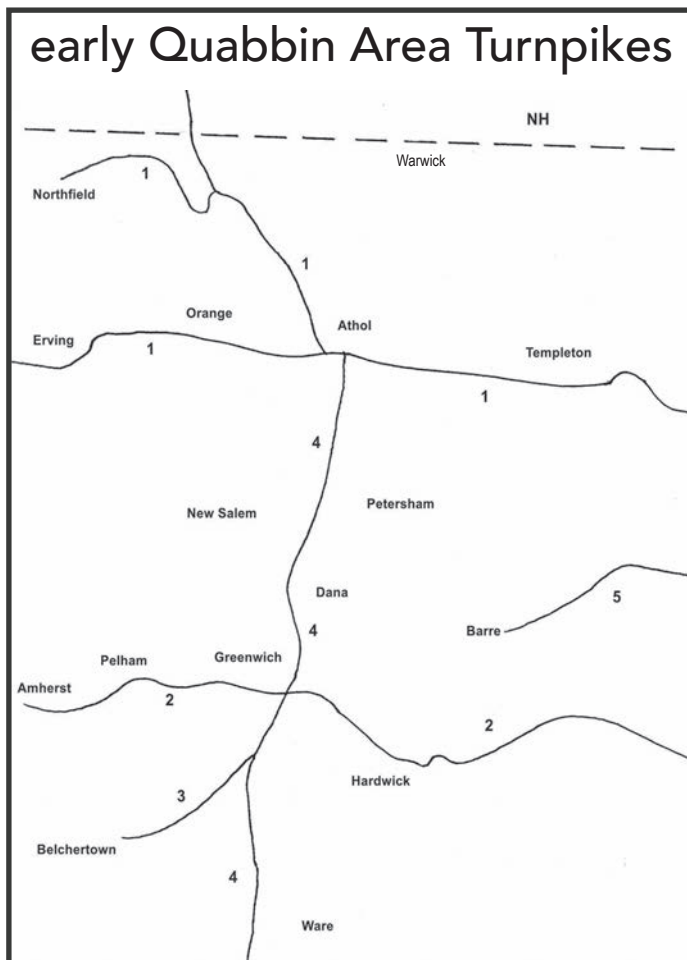 early Quabbin Area Turnpikes
NH
Warwick
1
Northfield
1
Orange
Athol
Erving
1
Templeton
1
4
New Salem
Petersham
Dana
5
4
Barre
Pelham
Greenwich
Amherst
2
2
Hardwick
3
Belchertown
4
Ware